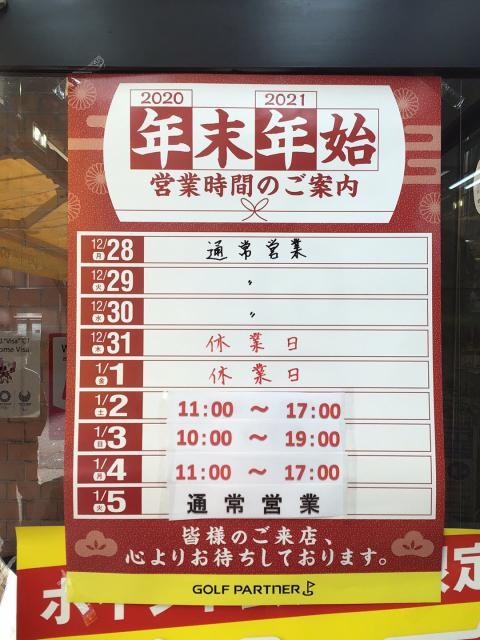 2020 2021
年末年始
営業時間のご案内
12/28 月 通常営業
12/29 火 〃
12/30 水 〃
12/31 木 休業日
1/1 金 休業日
1/2 土 11:00 ～ 17:00
1/3 日 10:00 ～ 19:00
1/4 月 11:00 ～ 17:00
1/5 火 通常営業
皆様のご来店、
心よりお待ちしております。
GOLF PARTNER